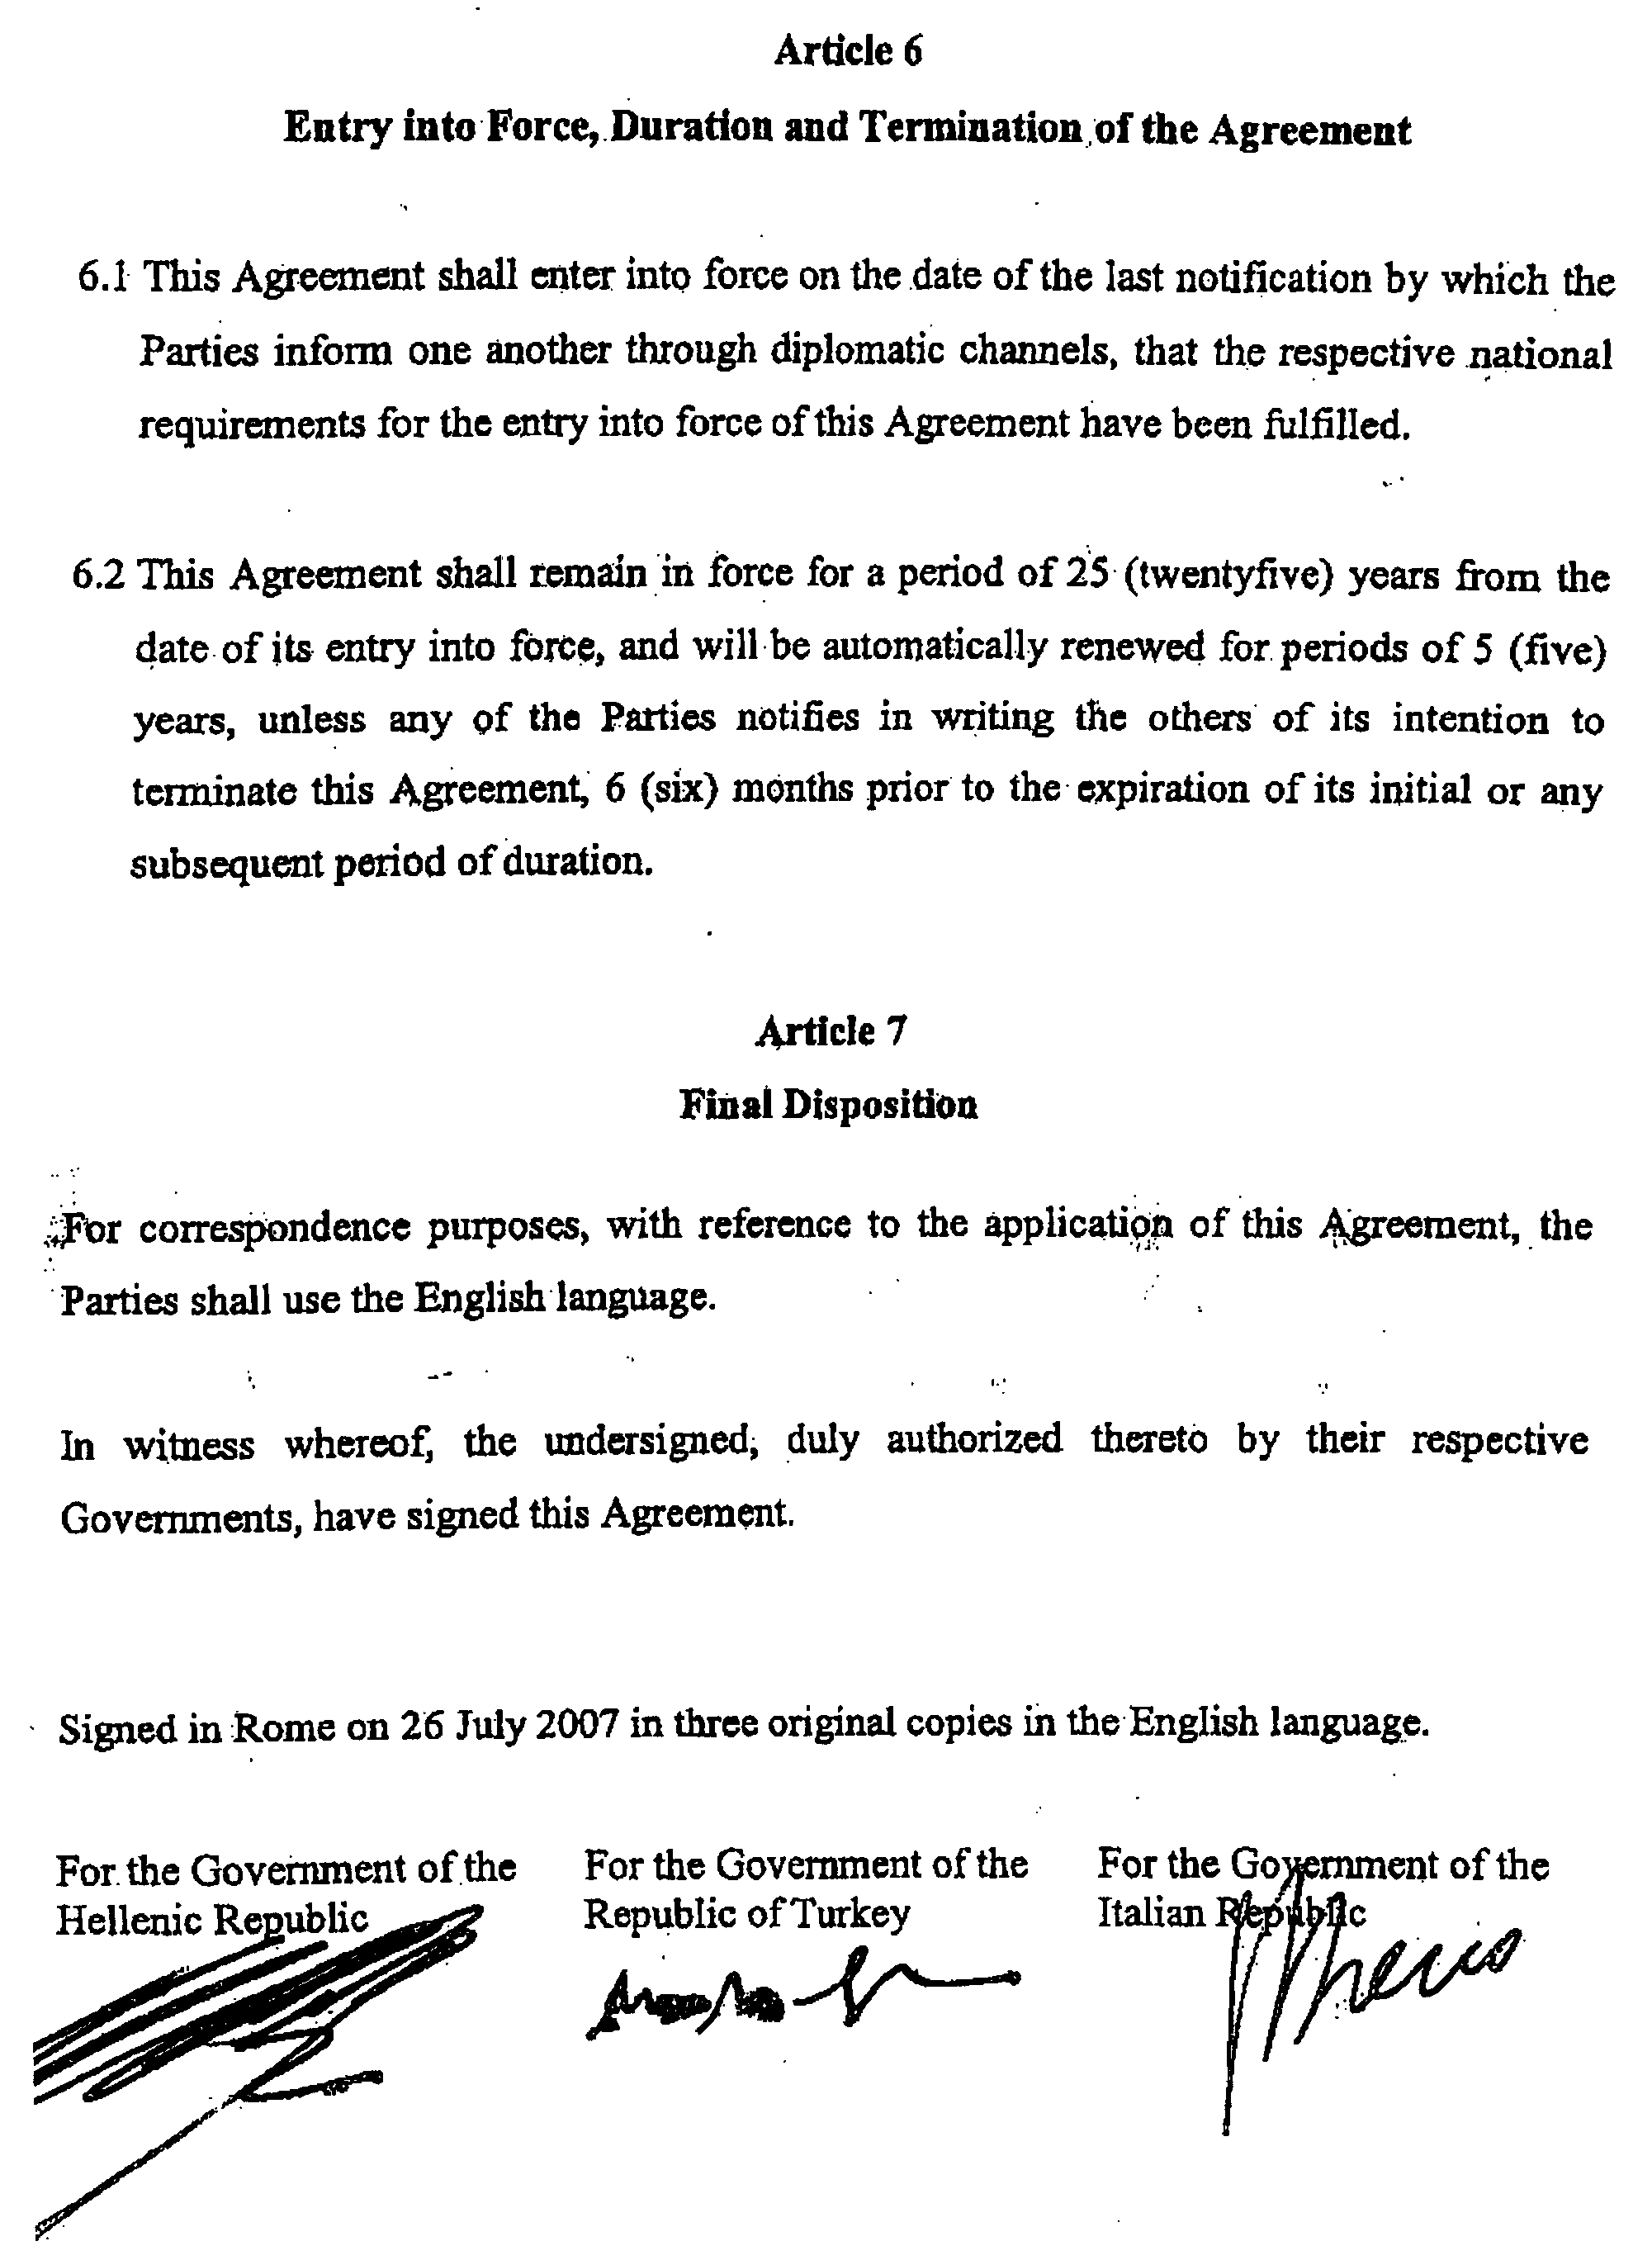 Article 6
Entry into Force, Duration and Termination of the Agreement
6.1 This Agreement shall enter into force on the date of the last notification by which the
Parties inform one another through diplomatic channels, that the respective national
requirements for the entry into force of this Agreement have been fulfilled.
6.2 This Agreement shall remain in force for a period of 25 (twentyfive) years from the
date of its entry into force, and will be automatically renewed for periods of 5 (five)
years, unless any of the Parties notifies in writing the others of its intention to
terminate this Agreement, 6 (six) months prior to the expiration of its initial or any
subsequent period of duration.
Article 7
Final Disposition
For correspondence purposes, with reference to the application of this Agreement, the
Parties shall use the English language.
In witness whereof, the undersigned, duly authorized thereto by their respective
Governments, have signed this Agreement.
Signed in Rome on 26 July 2007 in three original copies in the English language.
For the Government of the
Hellenic Republic
For the Government of the
Republic of Turkey
For the Government of the
Italian Republic